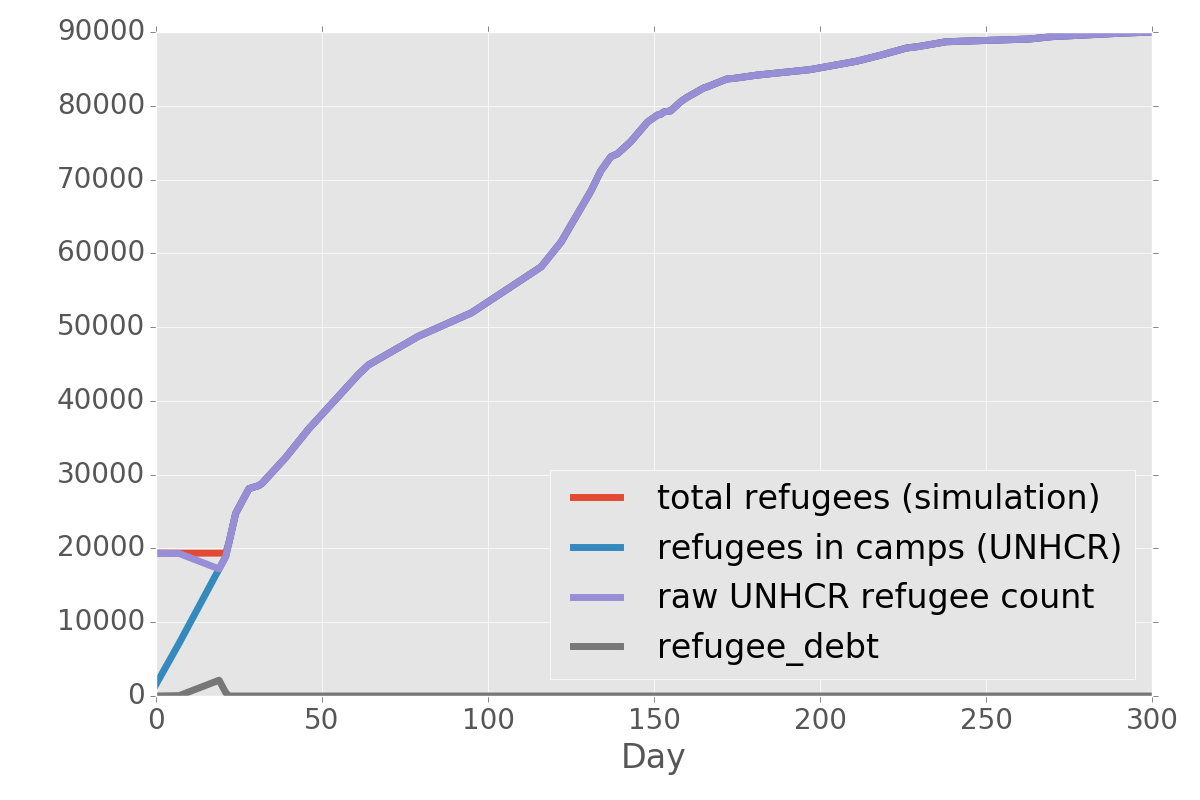 90000
80000
70000
60000
50000
40000
30000
20000
10000
0
total refugees (simulation)
refugees in camps (UNHCR)
raw UNHCR refugee count
refugee_debt
0 50 100 150 200 250 300
Day